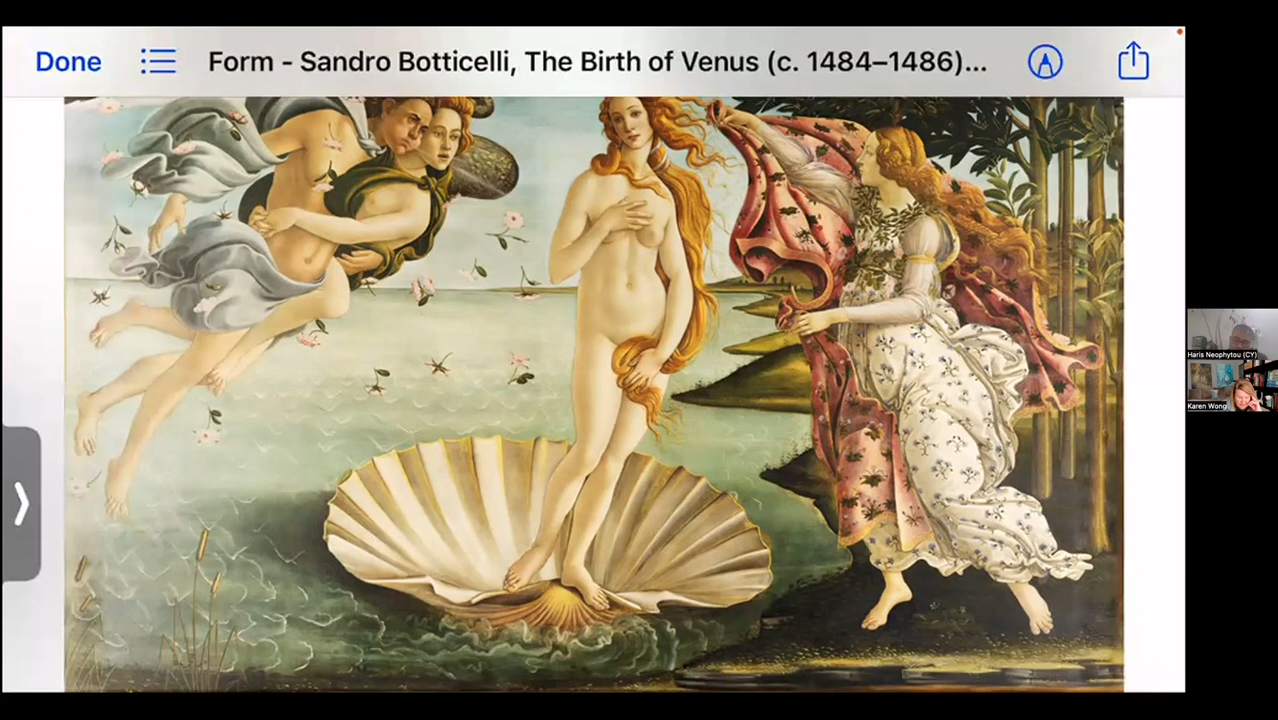 Done
Form - Sandro Botticelli, The Birth of Venus (c. 1484–1486)...
Haris Neophytou (CY)
Karen Wong